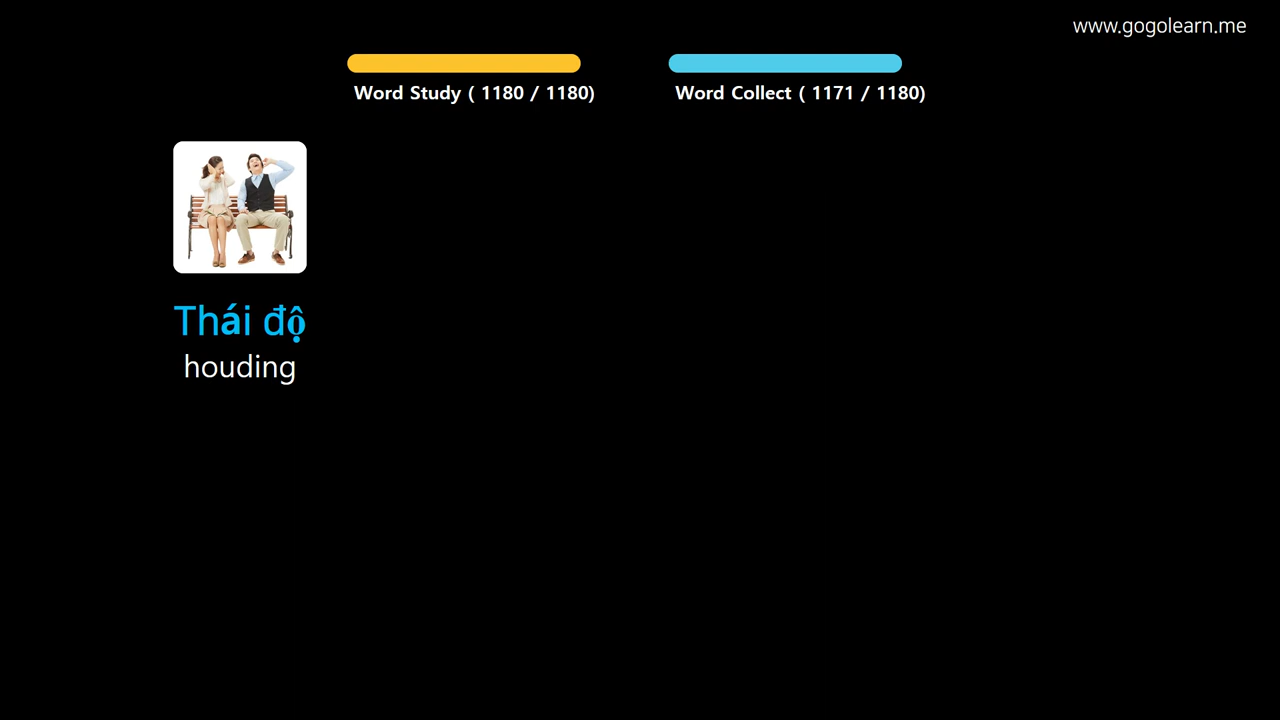 www.gogolearn.me
Word Study ( 1180 / 1180)
Word Collect ( 1171 / 1180)
Thái độ
houding